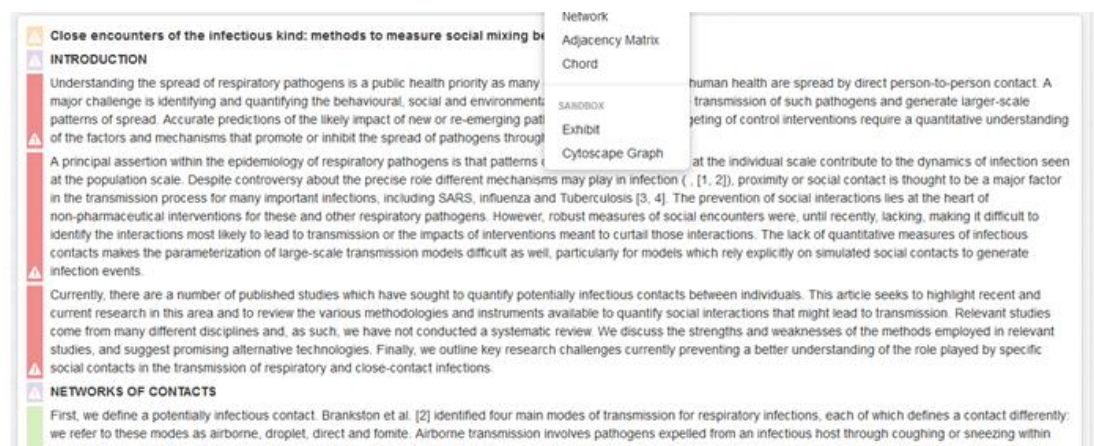 Network
Adjacency Matrix
Chord
SANDBOX
Exhibit
Cytoscape Graph
Close encounters of the infectious kind: methods to measure social mixing be
INTRODUCTION
Understanding the spread of respiratory pathogens is a public health priority as many human health are spread by direct person-to-person contact. A
major challenge is identifying and quantifying the behavioural, social and environmenta transmission of such pathogens and generate larger-scale
patterns of spread. Accurate predictions of the likely impact of new or re-emerging pat geting of control interventions require a quantitative understanding
of the factors and mechanisms that promote or inhibit the spread of pathogens through
A principal assertion within the epidemiology of respiratory pathogens is that patterns at the individual scale contribute to the dynamics of infection seen
at the population scale. Despite controversy about the precise role different mechanisms may play in infection ( , [1, 2]), proximity or social contact is thought to be a major factor
in the transmission process for many important infections, including SARS, influenza and Tuberculosis [3, 4]. The prevention of social interactions lies at the heart of
non-pharmaceutical interventions for these and other respiratory pathogens. However, robust measures of social encounters were, until recently, lacking, making it difficult to
identify the interactions most likely to lead to transmission or the impacts of interventions meant to curtail those interactions. The lack of quantitative measures of infectious
contacts makes the parameterization of large-scale transmission models difficult as well, particularly for models which rely explicitly on simulated social contacts to generate
infection events.
Currently, there are a number of published studies which have sought to quantify potentially infectious contacts between individuals. This article seeks to highlight recent and
current research in this area and to review the various methodologies and instruments available to quantify social interactions that might lead to transmission. Relevant studies
come from many different disciplines and, as such, we have not conducted a systematic review. We discuss the strengths and weaknesses of the methods employed in relevant
studies, and suggest promising alternative technologies. Finally, we outline key research challenges currently preventing a better understanding of the role played by specific
social contacts in the transmission of respiratory and close-contact infections.
NETWORKS OF CONTACTS
First, we define a potentially infectious contact. Brankston et al. [2] identified four main modes of transmission for respiratory infections, each of which defines a contact differently:
we refer to these modes as airborne, droplet, direct and fomite. Airborne transmission involves pathogens expelled from an infectious host through coughing or sneezing within